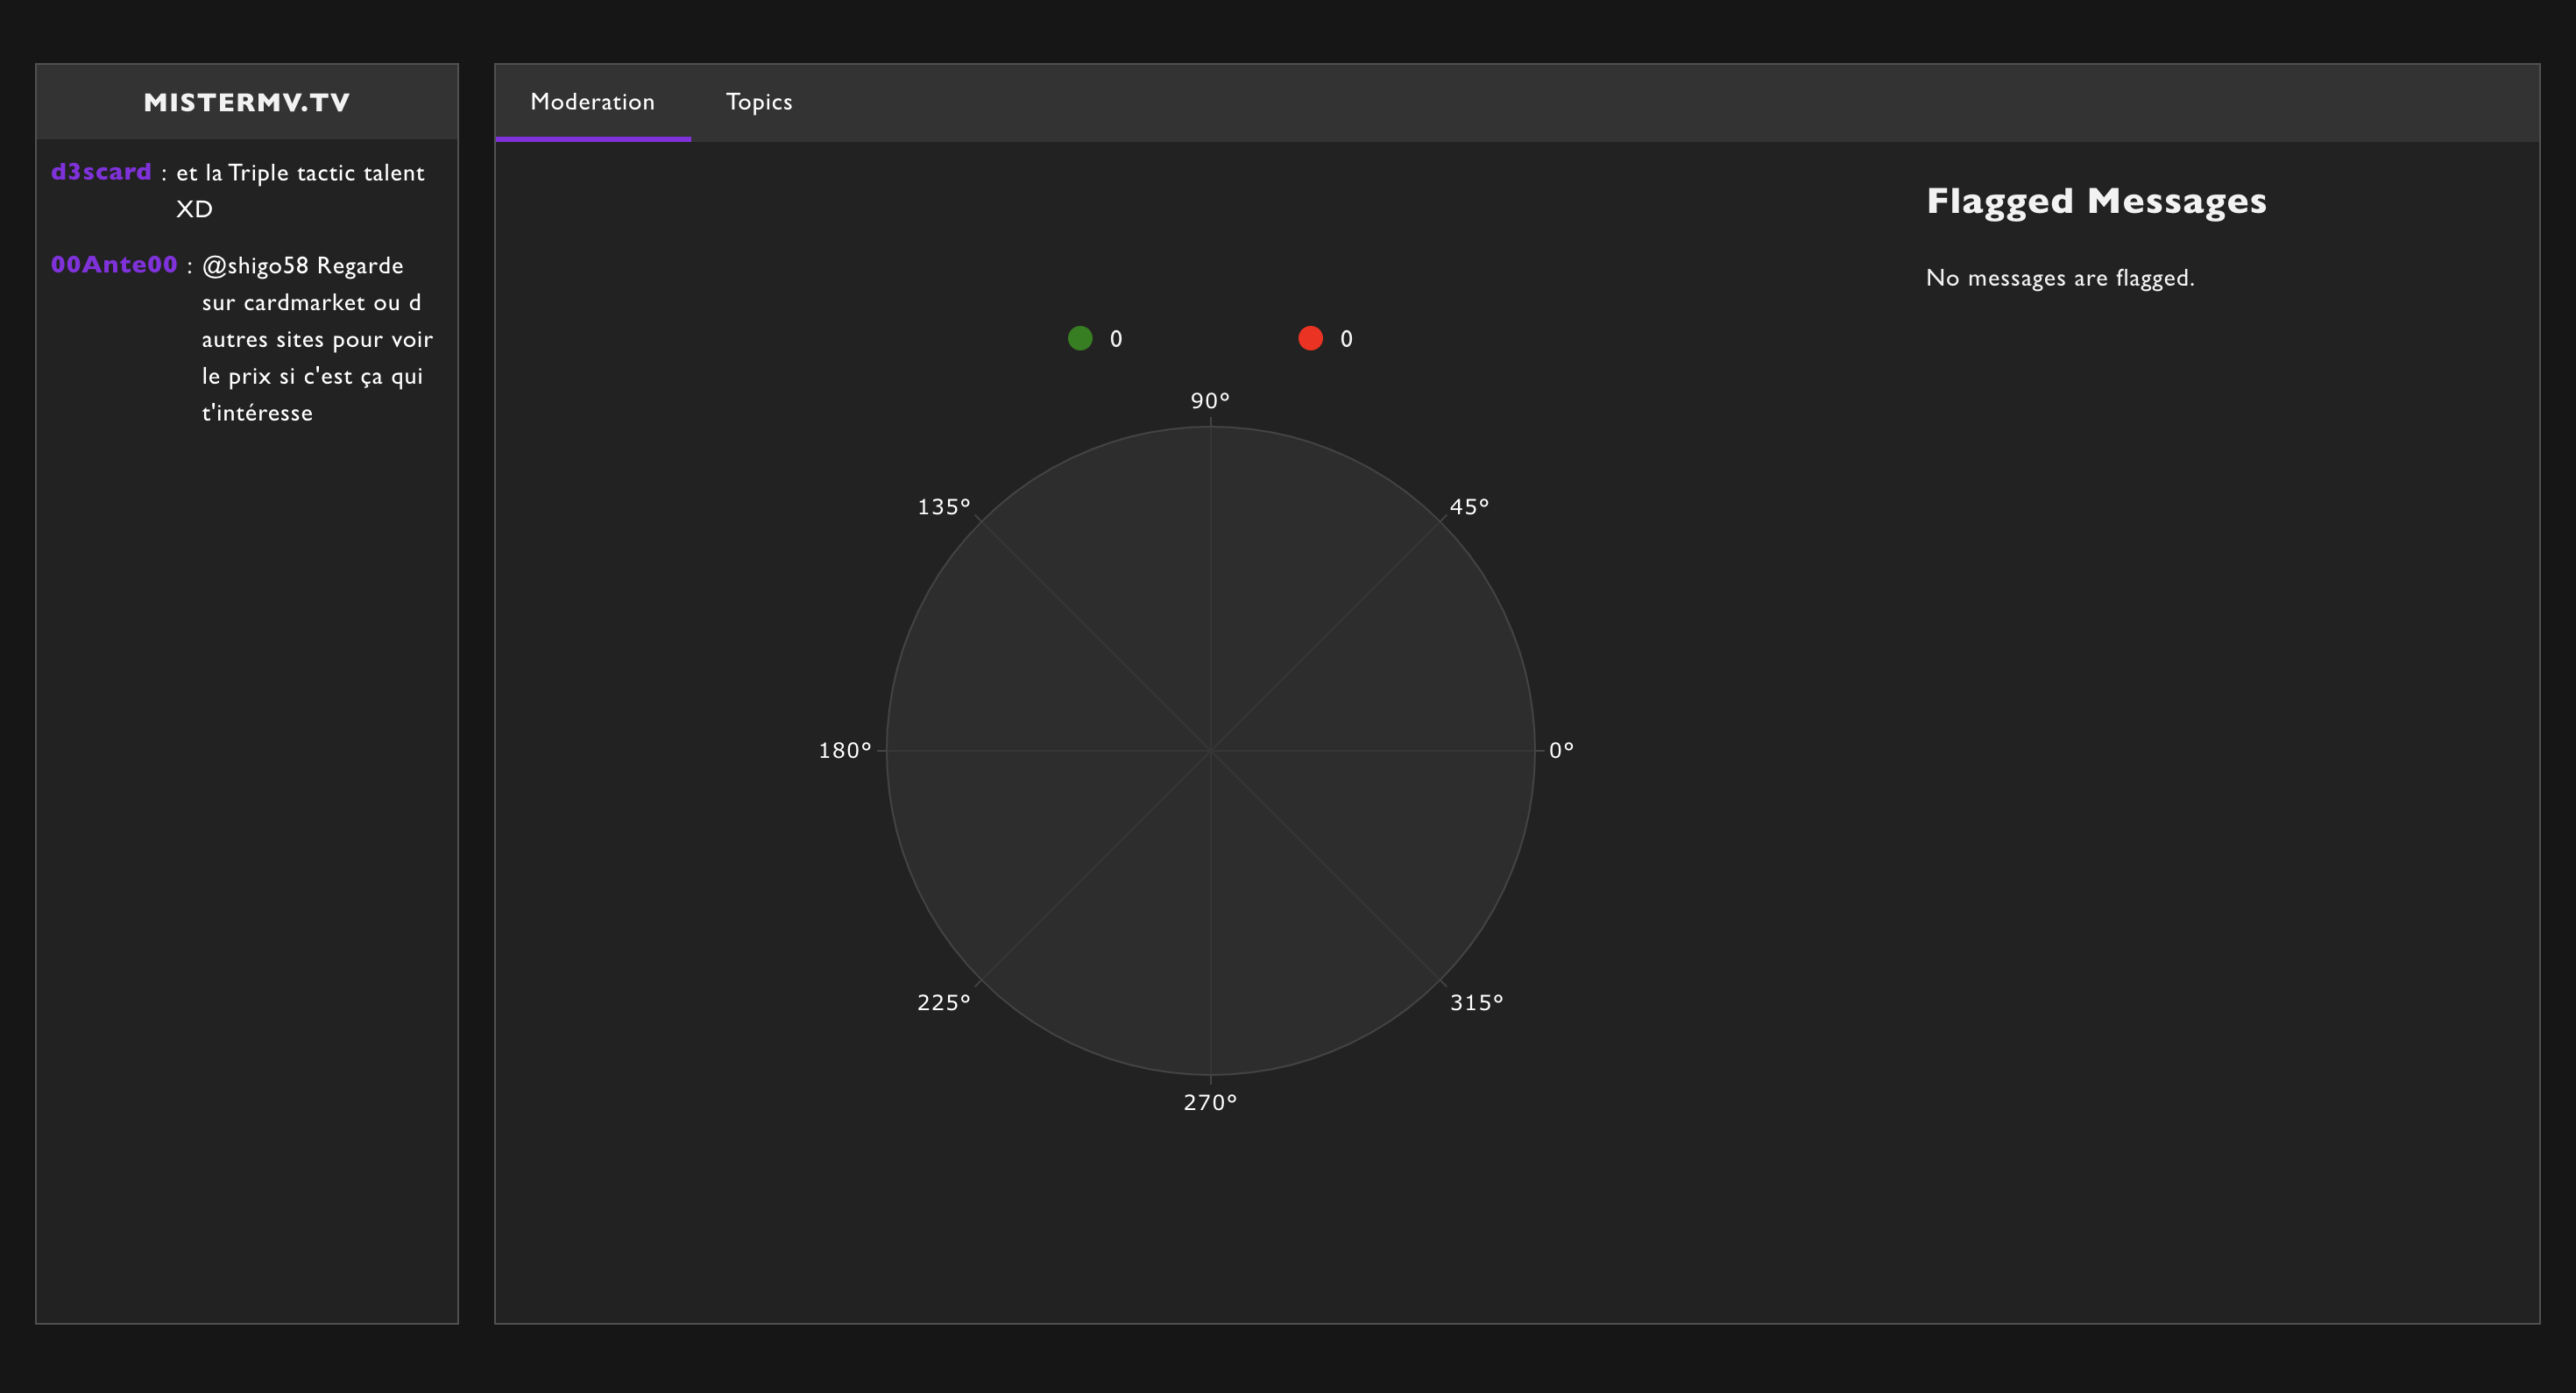 MISTERMV.TV
d3scard : et la Triple tactic talent
XD
00Ante00 : @shigo58 Regarde
sur cardmarket ou d
autres sites pour voir
le prix si c'est ça qui
t'intéresse
Moderation Topics
0 0
90°
135° 45°
180° 0°
225° 315°
270°
Flagged Messages
No messages are flagged.